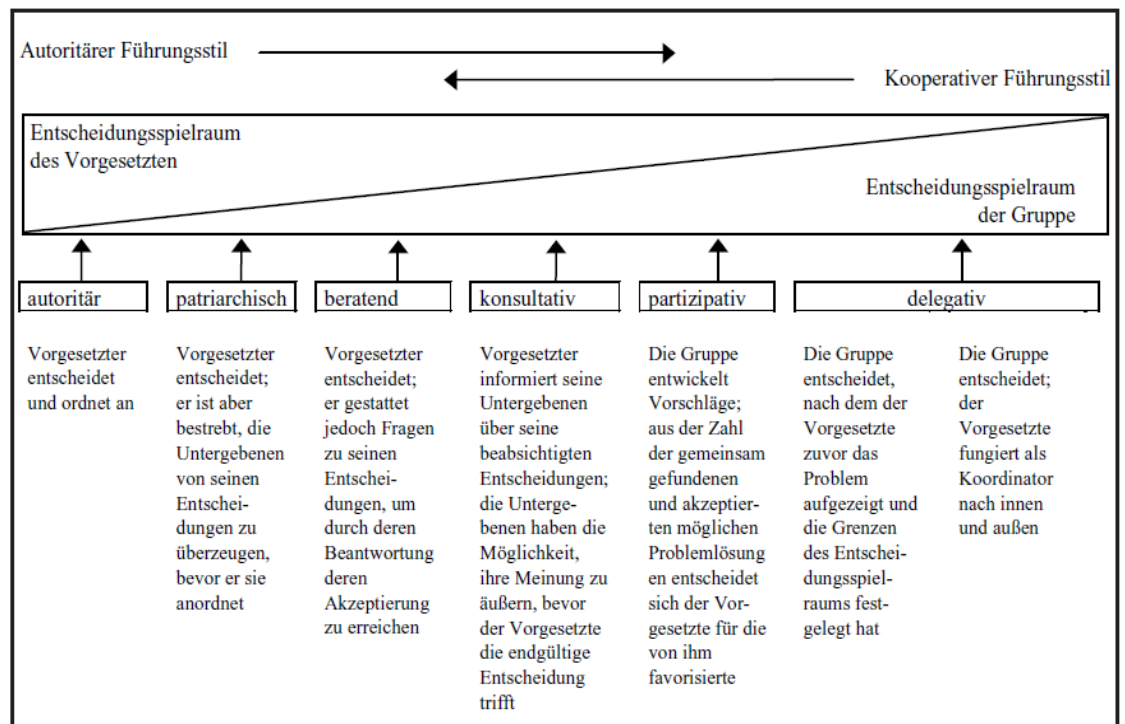 Autoritärer Führungsstil
Kooperativer Führungsstil
Entscheidungsspielraum
des Vorgesetzten
Entscheidungsspielraum
der Gruppe
autoritär
patriarchisch
beratend
konsultativ
partizipativ
delegativ
Vorgesetzter
entscheidet
und ordnet an
Vorgesetzter
entscheidet;
er ist aber
bestrebt, die
Untergebenen
von seinen
Entschei-
dungen zu
überzeugen,
bevor er sie
anordnet
Vorgesetzter
entscheidet;
er gestattet
jedoch Fragen
zu seinen
Entschei-
dungen, um
durch deren
Beantwortung
deren
Akzeptierung
zu erreichen
Vorgesetzter
informiert seine
Untergebenen
über seine
beabsichtigten
Entscheidungen;
die Unterge-
benen haben die
Möglichkeit,
ihre Meinung zu
äußern, bevor
der Vorgesetzte
die endgültige
Entscheidung
trifft
Die Gruppe
entwickelt
Vorschläge;
aus der Zahl
der gemeinsam
gefundenen
und akzeptier-
ten möglichen
Problemlösung
en entscheidet
sich der Vor-
gesetzte für die
von ihm
favorisierte
Die Gruppe
entscheidet,
nach dem der
Vorgesetzte
zuvor das
Problem
aufgezeigt und
die Grenzen
des Entschei-
dungsspiel-
raums fest-
gelegt hat
Die Gruppe
entscheidet;
der
Vorgesetzte
fungiert als
Koordinator
nach innen
und außen